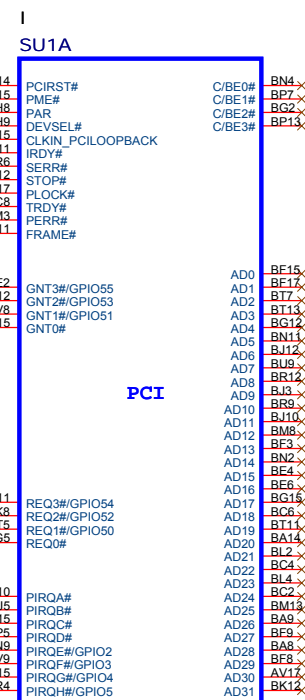 I
SU1A
PCIRST#
PME#
PAR
DEVSEL#
CLKIN_PCILOOPBACK
IRDY#
SERR#
STOP#
PLOCK#
TRDY#
PERR#
FRAME#
GNT3#/GPIO55
GNT2#/GPIO53
GNT1#/GPIO51
GNT0#
PCI
REQ3#/GPIO54
REQ2#/GPIO52
REQ1#/GPIO50
REQ0#
PIRQA#
PIRQB#
PIRQC#
PIRQD#
PIRQE#/GPIO2
PIRQF#/GPIO3
PIRQG#/GPIO4
PIRQH#/GPIO5
C/BE0# BN4
C/BE1# BP7
C/BE2# BG2
C/BE3# BP13
AD0 BF15
AD1 BF17
AD2 BT7
AD3 BT13
AD4 BG12
AD5 BN11
AD6 BJ12
AD7 BU9
AD8 BR12
AD9 BJ3
AD10 BR9
AD11 BJ10
AD12 BM8
AD13 BF3
AD14 BN2
AD15 BE4
AD16 BE6
AD17 BG15
AD18 BC6
AD19 BT11
AD20 BA14
AD21 BL2
AD22 BC4
AD23 BL4
AD24 BC2
AD25 BM13
AD26 BA9
AD27 BF9
AD28 BA8
AD29 BF8
AD30 AV17
AD31 BK12